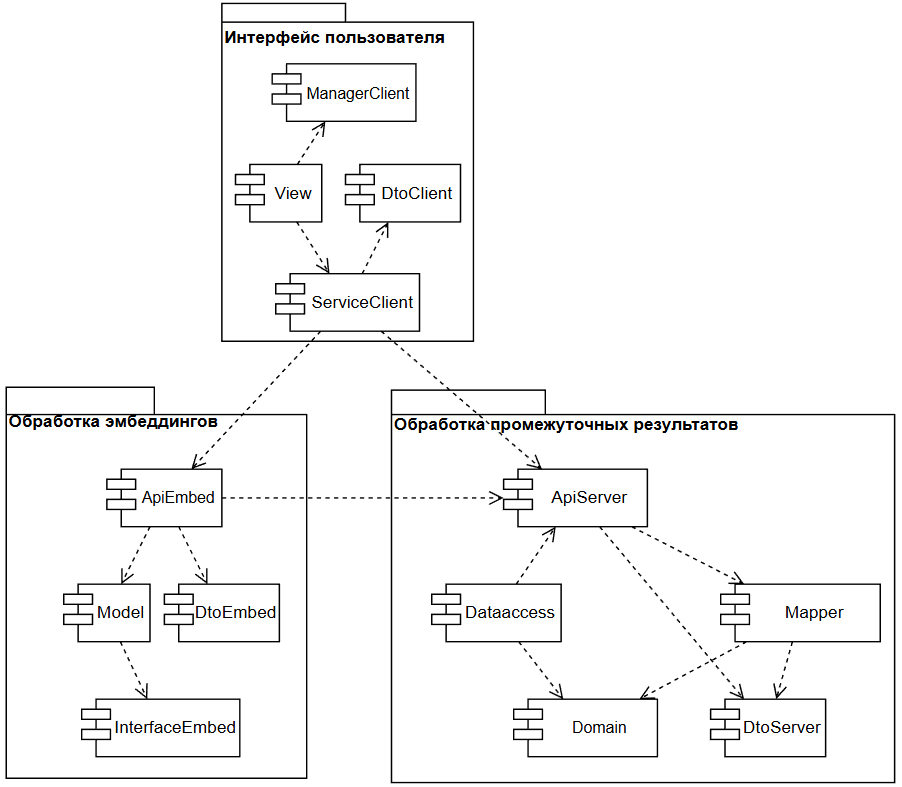 Интерфейс пользователя
ManagerClient
View
DtoClient
ServiceClient
Обработка эмбеддингов
ApiEmbed
Model
DtoEmbed
InterfaceEmbed
Обработка промежуточных результатов
ApiServer
Dataaccess
Mapper
Domain
DtoServer